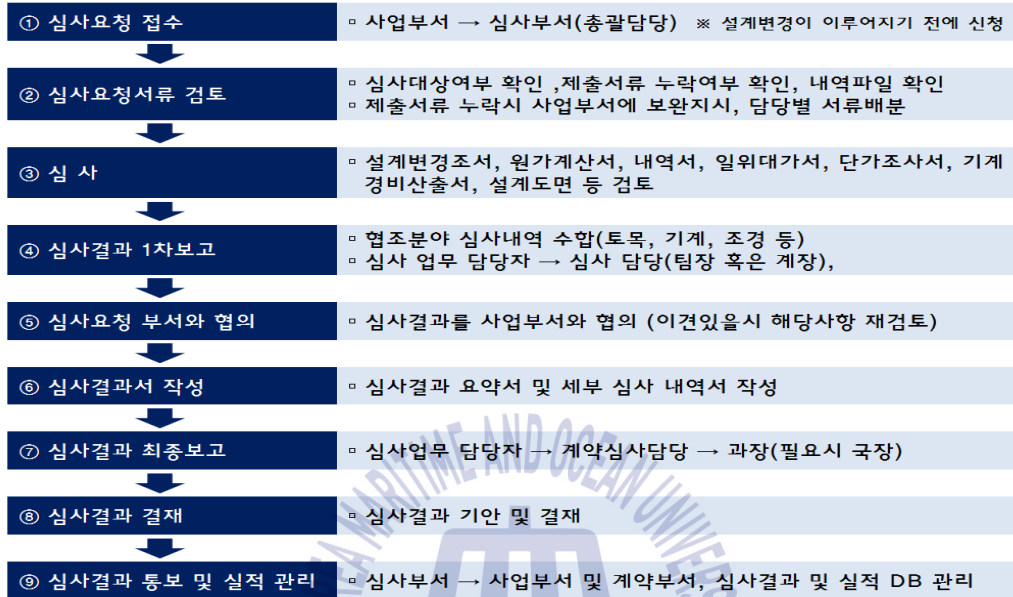 ① 심사요청 접수
▫ 사업부서 → 심사부서(총괄담당) ※ 설계변경이 이루어지기 전에 신청
② 심사요청서류 검토
▫ 심사대상여부 확인 ,제출서류 누락여부 확인, 내역파일 확인
▫ 제출서류 누락시 사업부서에 보완지시, 담당별 서류배분
③ 심 사
▫ 설계변경조서, 원가계산서, 내역서, 일위대가서, 단가조사서, 기계
경비산출서, 설계도면 등 검토
④ 심사결과 1차보고
▫ 협조분야 심사내역 수합(토목, 기계, 조경 등)
▫ 심사 업무 담당자 → 심사 담당(팀장 혹은 계장),
⑤ 심사요청 부서와 협의
▫ 심사결과를 사업부서와 협의 (이견있을시 해당사항 재검토)
⑥ 심사결과서 작성
▫ 심사결과 요약서 및 세부 심사 내역서 작성
⑦ 심사결과 최종보고
▫ 심사업무 담당자 → 계약심사담당 → 과장(필요시 국장)
⑧ 심사결과 결재
▫ 심사결과 기안 및 결재
⑨ 심사결과 통보 및 실적 관리
▫ 심사부서 → 사업부서 및 계약부서, 심사결과 및 실적 DB 관리
MARITIME AND OCEAN